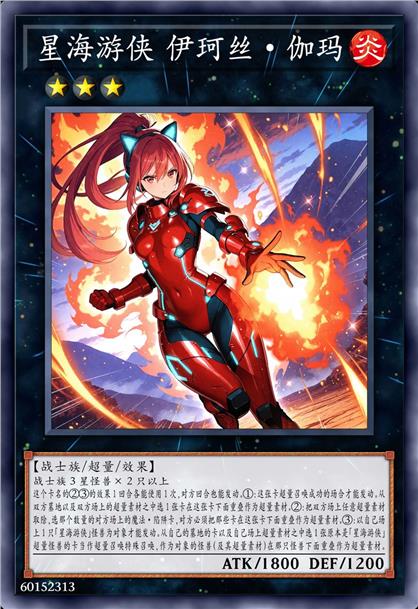 星海游侠 伊珂丝·伽玛
炎
【战士族/超量/效果】
战士族3星怪兽×2只以上
这个卡名的②③的效果1回合各能使用1次,对方回合也能发动。①:这张卡超量召唤成功的场合才能发动。从
双方墓地以及双方场上的超量素材之中选1张卡在这张卡下面重叠作为超量素材。②:把双方场上任意超量素材
取除,选那个数量的对方场上的魔法·陷阱卡,对方必须把那些卡在这张卡下面重叠作为超量素材。③:以自己场
上1只「星海游侠」怪兽为对象才能发动。从自己的墓地的卡以及自己场上超量素材之中选1张原本是「星海游侠」
超量怪兽的卡当作超量召唤特殊召唤,作为对象的怪兽(及其超量素材)在那只怪兽下面重叠作为超量素材。
ATK/1800 DEF/1200
60152313